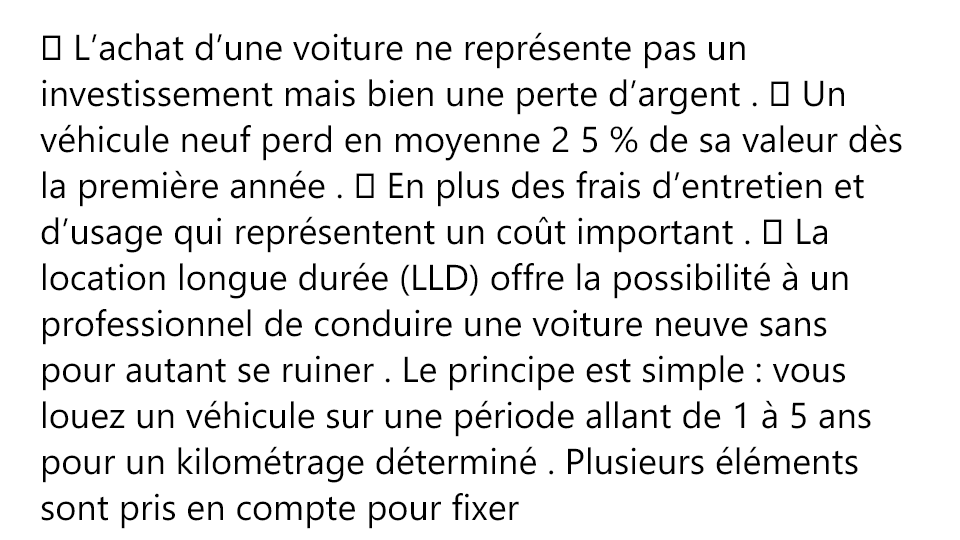 L’achat d’une voiture ne représente pas un
investissement mais bien une perte d’argent .  Un
véhicule neuf perd en moyenne 2 5 % de sa valeur dès
la première année .  En plus des frais d’entretien et
d’usage qui représentent un coût important .  La
location longue durée (LLD) offre la possibilité à un
professionnel de conduire une voiture neuve sans
pour autant se ruiner . Le principe est simple : vous
louez un véhicule sur une période allant de 1 à 5 ans
pour un kilométrage déterminé . Plusieurs éléments
sont pris en compte pour fixer